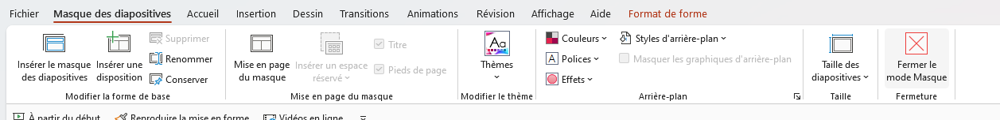 Fichier Masque des diapositives Accueil Insertion Dessin Transitions Animations Révision Affichage Aide Format de forme
Insérer le masque
des diapositives
Insérer une
disposition
Supprimer
Renommer
Conserver
Modifier la forme de base
Mise en page
du masque
Insérer un espace
réservé
Titre
Pieds de page
Mise en page du masque
Thèmes
Modifier le thème
Couleurs
Polices
Effets
Styles d'arrière-plan
Masquer les graphiques d'arrière-plan
Arrière-plan
Taille des
diapositives
Taille
Fermer le
mode Masque
Fermeture
À partir du début Reproduire la mise en forme Vidéos en ligne